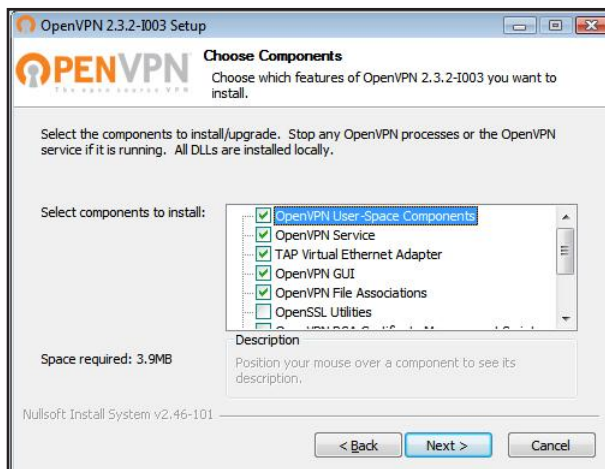 OpenVPN 2.3.2-I003 Setup
OPENVPN
The open source VPN
Choose Components
Choose which features of OpenVPN 2.3.2-I003 you want to
install.
Select the components to install/upgrade. Stop any OpenVPN processes or the OpenVPN
service if it is running. All DLLs are installed locally.
Select components to install:
OpenVPN User-Space Components
OpenVPN Service
TAP Virtual Ethernet Adapter
OpenVPN GUI
OpenVPN File Associations
OpenSSL Utilities
Space required: 3.9MB
Description
Position your mouse over a component to see its
description.
Nullsoft Install System v2.46-101
< Back
Next >
Cancel